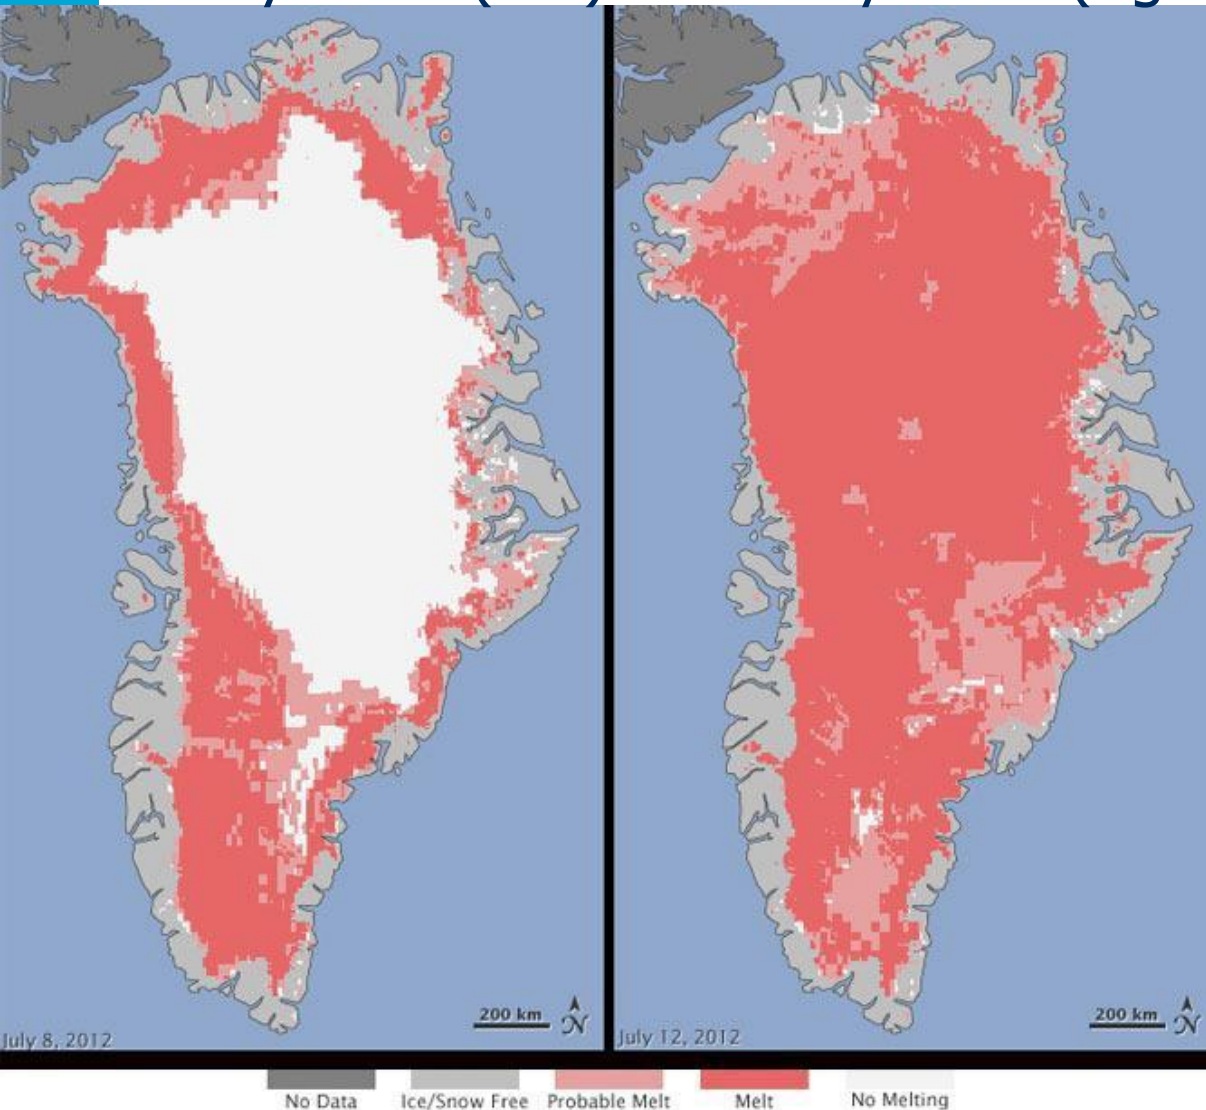 200 km
N
July 8, 2012
200 km
N
July 12, 2012
No Data
Ice/Snow Free
Probable Melt
Melt
No Melting